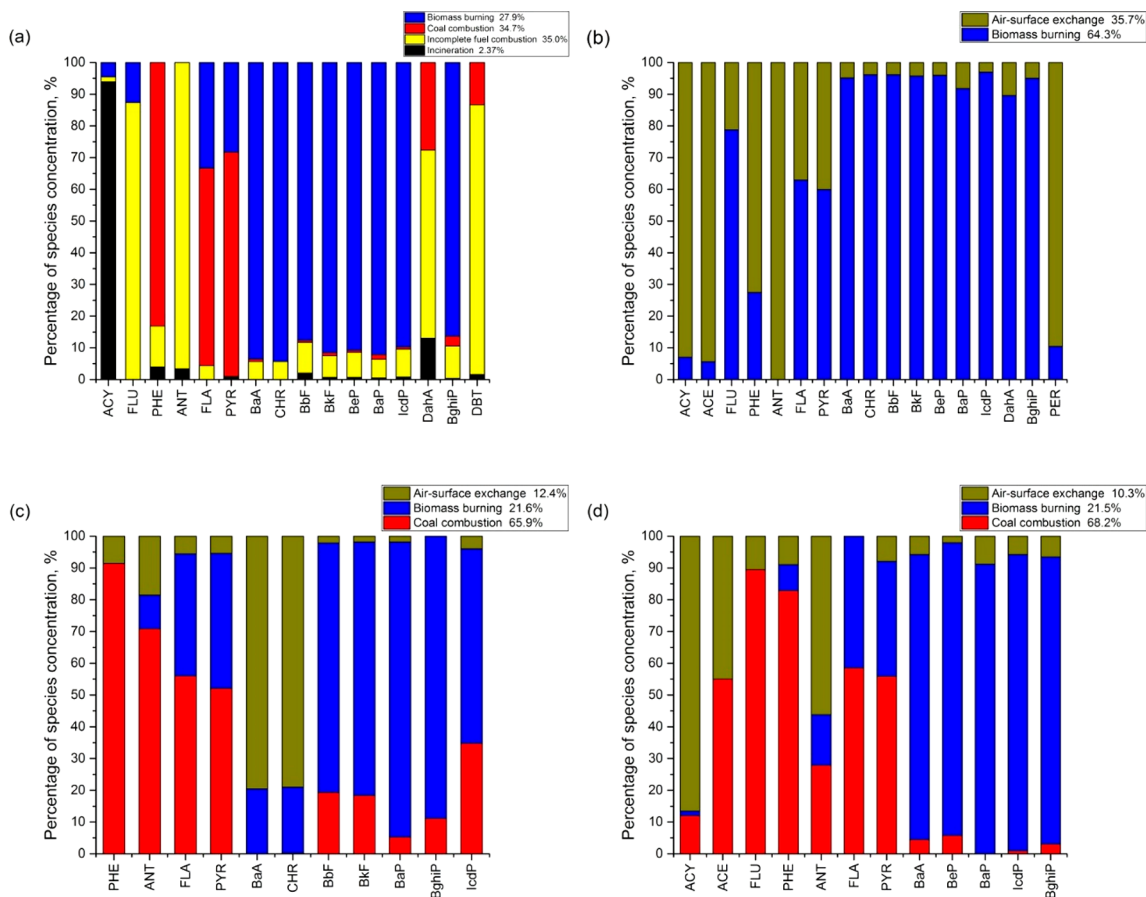 (a)
Biomass burning 27.9%
Coal combustion 34.7%
Incomplete fuel combustion 35.0%
Incineration 2.37%
Percentage of species concentration, %
100
90
80
70
60
50
40
30
20
10
0
ACY
FLU
PHE
ANT
FLA
PYR
BaA
CHR
BbF
BkF
BeP
BaP
IcdP
DahA
BghiP
DBT
(b)
Air-surface exchange 35.7%
Biomass burning 64.3%
Percentage of species concentration, %
100
90
80
70
60
50
40
30
20
10
0
ACY
ACE
FLU
PHE
ANT
FLA
PYR
BaA
CHR
BbF
BkF
BeP
BaP
IcdP
DahA
BghiP
PER
(c)
Air-surface exchange 12.4%
Biomass burning 21.6%
Coal combustion 65.9%
Percentage of species concentration, %
100
90
80
70
60
50
40
30
20
10
0
PHE
ANT
FLA
PYR
BaA
CHR
BbF
BkF
BaP
BghiP
IcdP
(d)
Air-surface exchange 10.3%
Biomass burning 21.5%
Coal combustion 68.2%
Percentage of species concentration, %
100
90
80
70
60
50
40
30
20
10
0
ACY
ACE
FLU
PHE
ANT
FLA
PYR
BaA
BeP
BaP
IcdP
BghiP